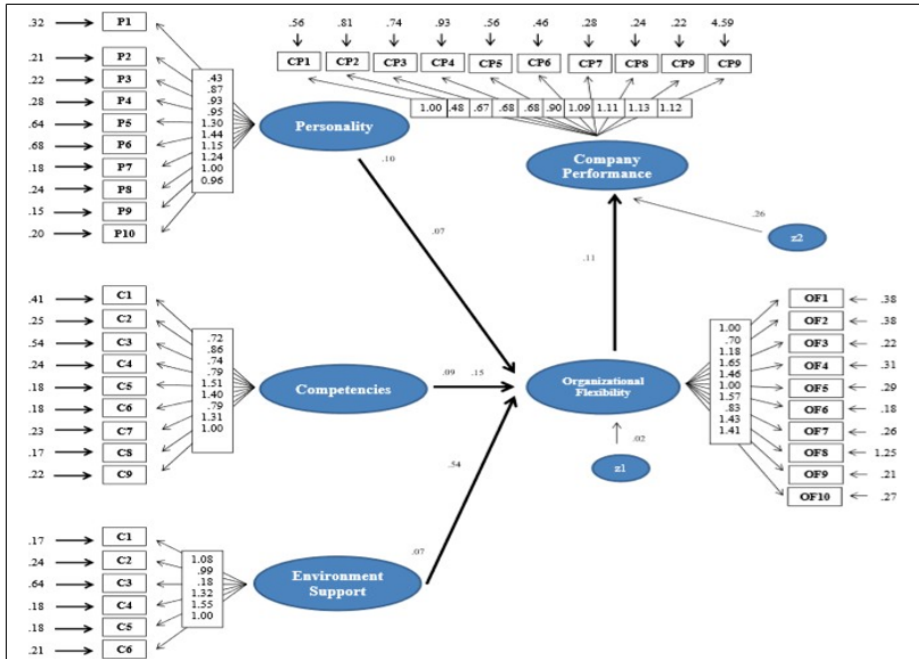 .32 P1
.21 P2
.22 P3
.28 P4
.64 P5
.68 P6
.18 P7
.24 P8
.15 P9
.20 P10
.43
.87
.93
.95
1.30
1.44
1.15
1.24
1.00
0.96
Personality
.56 .81 .74 .93 .56 .46 .28 .24 .22 4.59
CP1 CP2 CP3 CP4 CP5 CP6 CP7 CP8 CP9 CP9
1.00 .48 .67 .68 .68 .90 1.09 1.11 1.13 1.12
Company
Performance
.10
.07
.26
z2
.11
.41 C1
.25 C2
.54 C3
.24 C4
.18 C5
.18 C6
.23 C7
.17 C8
.22 C9
.72
.86
.74
.79
1.51
1.40
.79
1.31
1.00
Competencies
.09 .15
Organizational
Flexibility
.02
z1
1.00
.70
1.18
1.65
1.46
1.00
1.57
.83
1.43
1.41
OF1 .38
OF2 .38
OF3 .22
OF4 .31
OF5 .29
OF6 .18
OF7 .26
OF8 1.25
OF9 .21
OF10 .27
.54
.07
.17 C1
.24 C2
.64 C3
.18 C4
.18 C5
.21 C6
1.08
.99
.18
1.32
1.55
1.00
Environment
Support